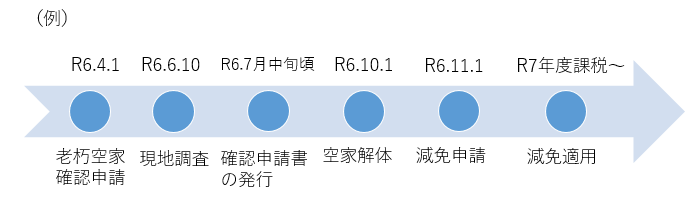 （例）
R6.4.1 R6.6.10 R6.7月中旬頃 R6.10.1 R6.11.1 R7年度課税～
老朽空家 現地調査 確認申請書 空家解体 減免申請 減免適用
確認申請 の発行